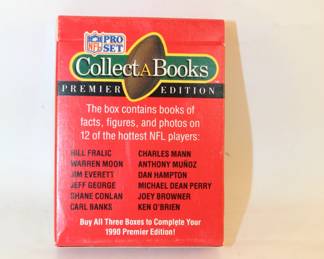 NFL
PRO
SET
CollectABooks
PREMIER EDITION
The box contains books of
facts, figures, and photos on
12 of the hottest NFL players:
BILL FRALIC CHARLES MANN
WARREN MOON ANTHONY MUÑOZ
JIM EVERETT DAN HAMPTON
JEFF GEORGE MICHAEL DEAN PERRY
SHANE CONLAN JOEY BROWNER
CARL BANKS KEN O'BRIEN
Buy All Three Boxes to Complete Your
1990 Premier Edition!